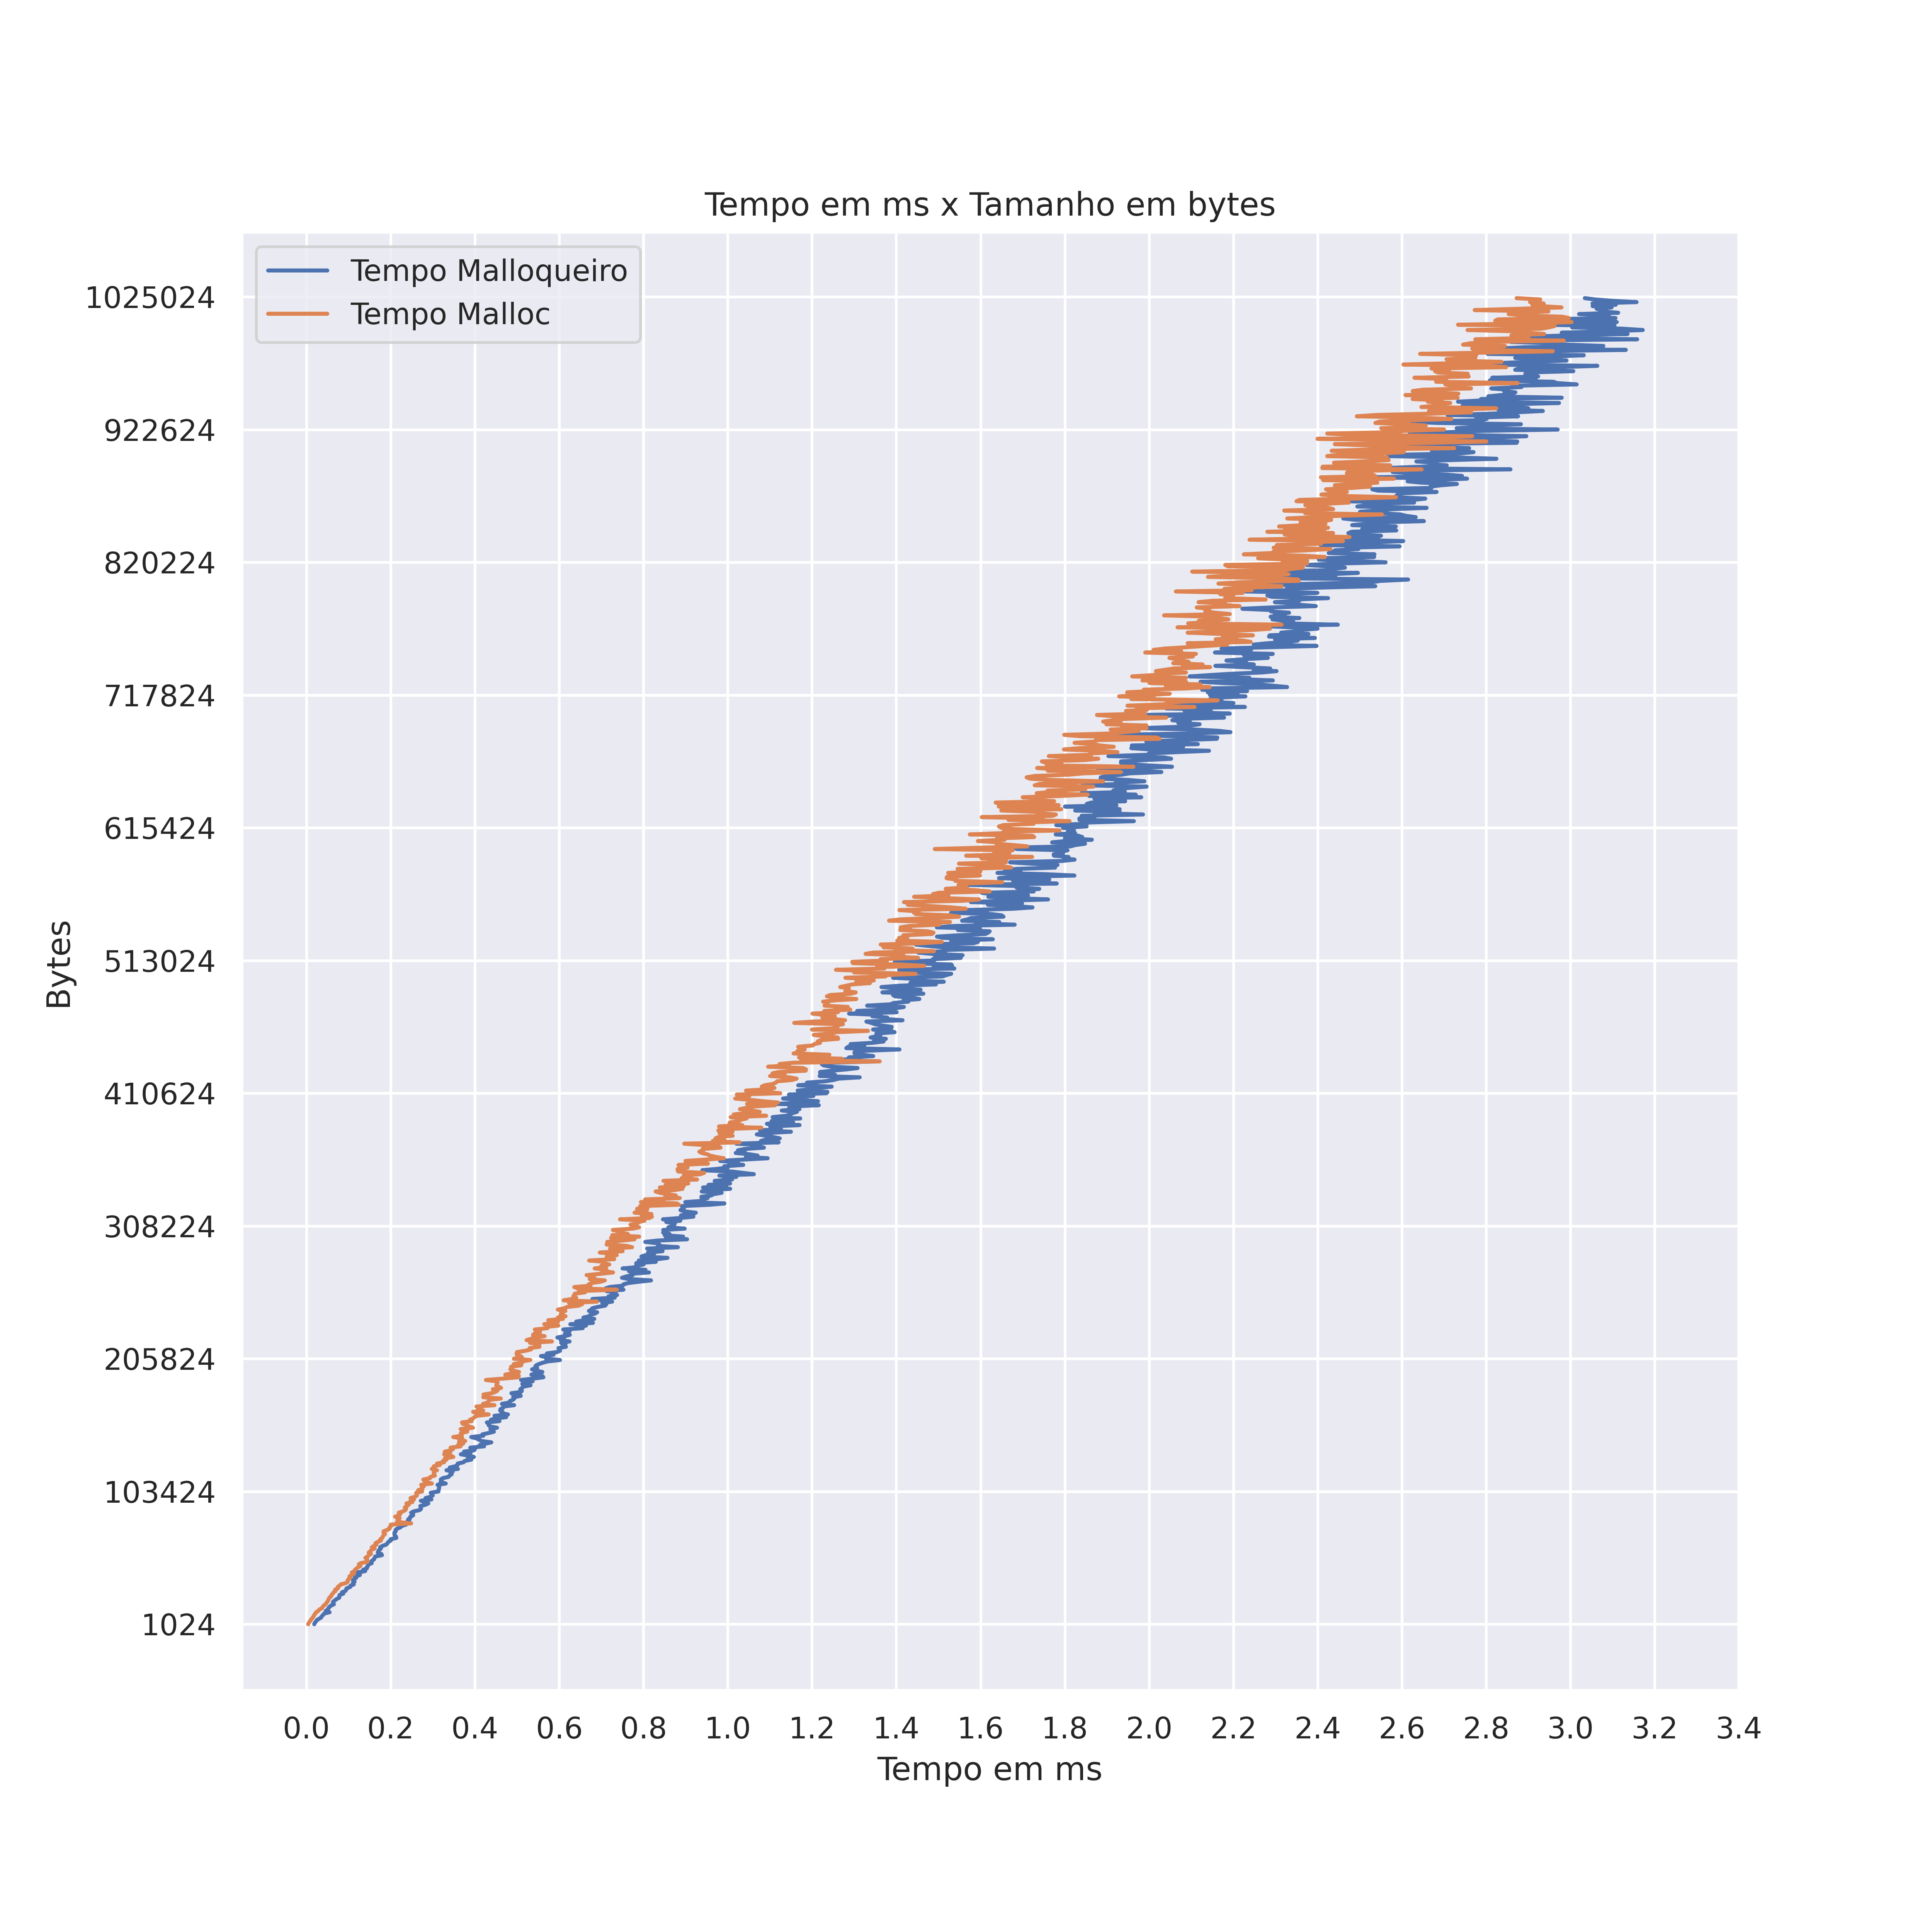 Tempo em ms x Tamanho em bytes
Tempo Malloqueiro
Tempo Malloc
1025024
922624
820224
717824
615424
513024
410624
308224
205824
103424
1024
Bytes
0.0 0.2 0.4 0.6 0.8 1.0 1.2 1.4 1.6 1.8 2.0 2.2 2.4 2.6 2.8 3.0 3.2 3.4
Tempo em ms